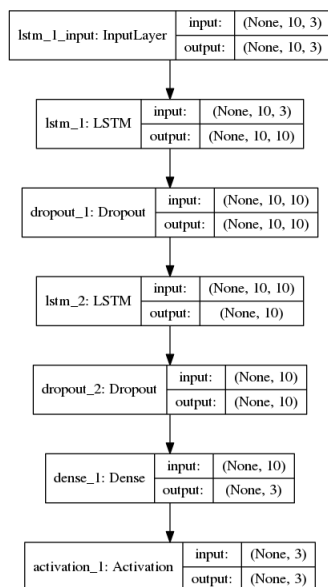 lstm_1_input: InputLayer input: (None, 10, 3)
output: (None, 10, 3)
lstm_1: LSTM input: (None, 10, 3)
output: (None, 10, 10)
dropout_1: Dropout input: (None, 10, 10)
output: (None, 10, 10)
lstm_2: LSTM input: (None, 10, 10)
output: (None, 10)
dropout_2: Dropout input: (None, 10)
output: (None, 10)
dense_1: Dense input: (None, 10)
output: (None, 3)
activation_1: Activation input: (None, 3)
output: (None, 3)